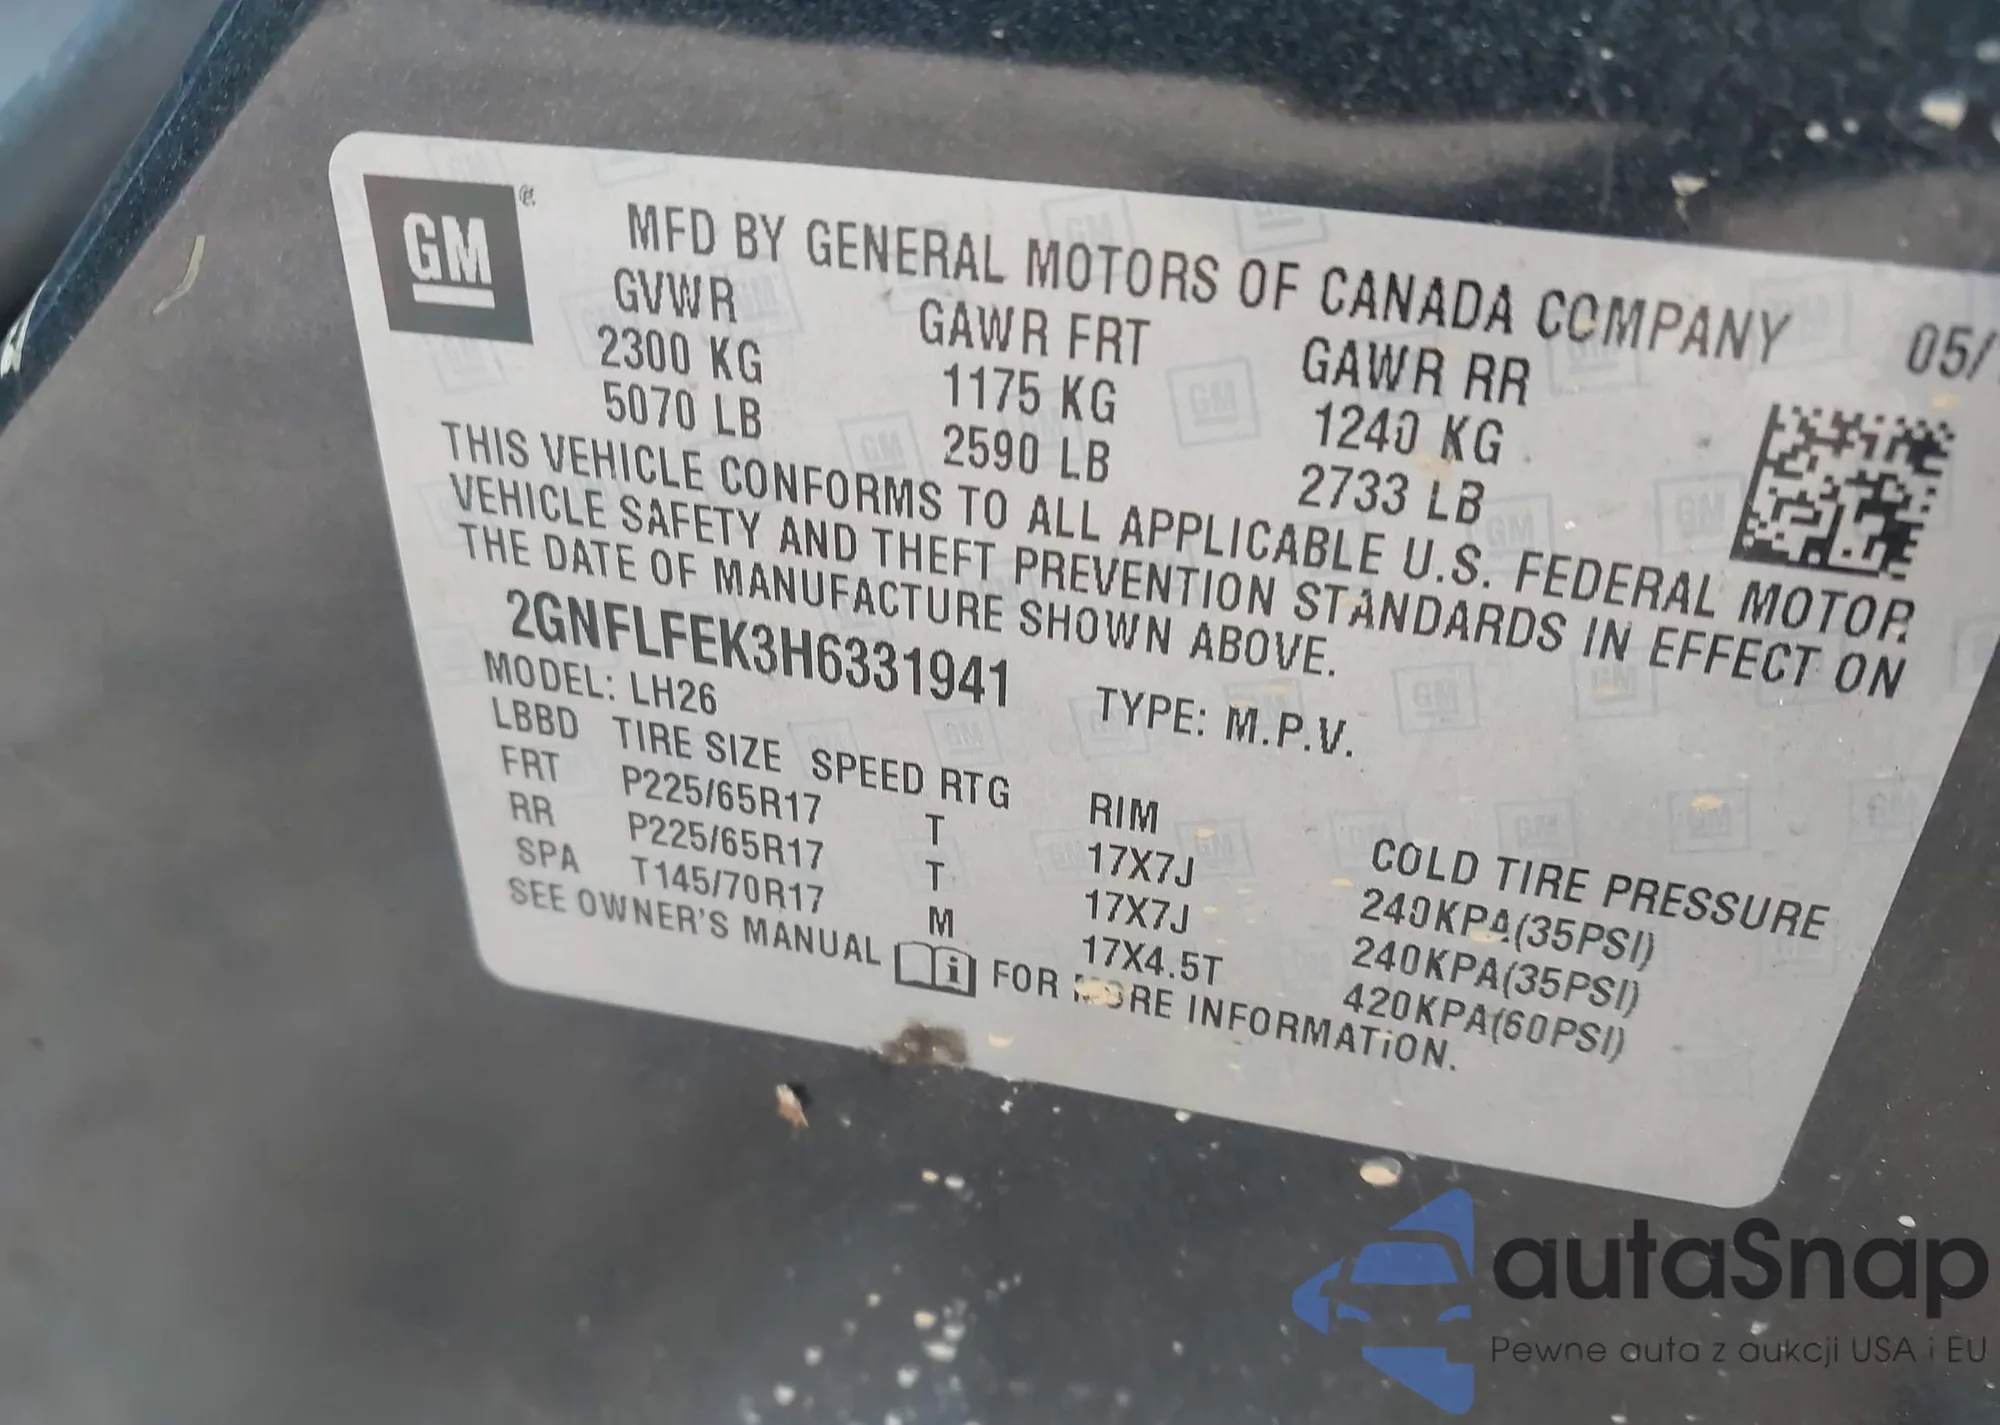 GM
MFD BY GENERAL MOTORS OF CANADA COMPANY 05/
GVWR GAWR FRT GAWR RR
2300 KG 1175 KG 1240 KG
5070 LB 2590 LB 2733 LB
THIS VEHICLE CONFORMS TO ALL APPLICABLE U.S. FEDERAL MOTOR
VEHICLE SAFETY AND THEFT PREVENTION STANDARDS IN EFFECT ON
THE DATE OF MANUFACTURE SHOWN ABOVE.
2GNFLFEK3H6331941 TYPE: M.P.V.
MODEL: LH26
LBBD TIRE SIZE SPEED RTG RIM COLD TIRE PRESSURE
FRT P225/65R17 T 17X7J 240KPA(35PSI)
RR P225/65R17 T 17X7J 240KPA(35PSI)
SPA T145/70R17 M 17X4.5T 420KPA(60PSI)
SEE OWNER'S MANUAL i FOR MORE INFORMATION.
autaSnap
Pewne auta z aukcji USA i EU